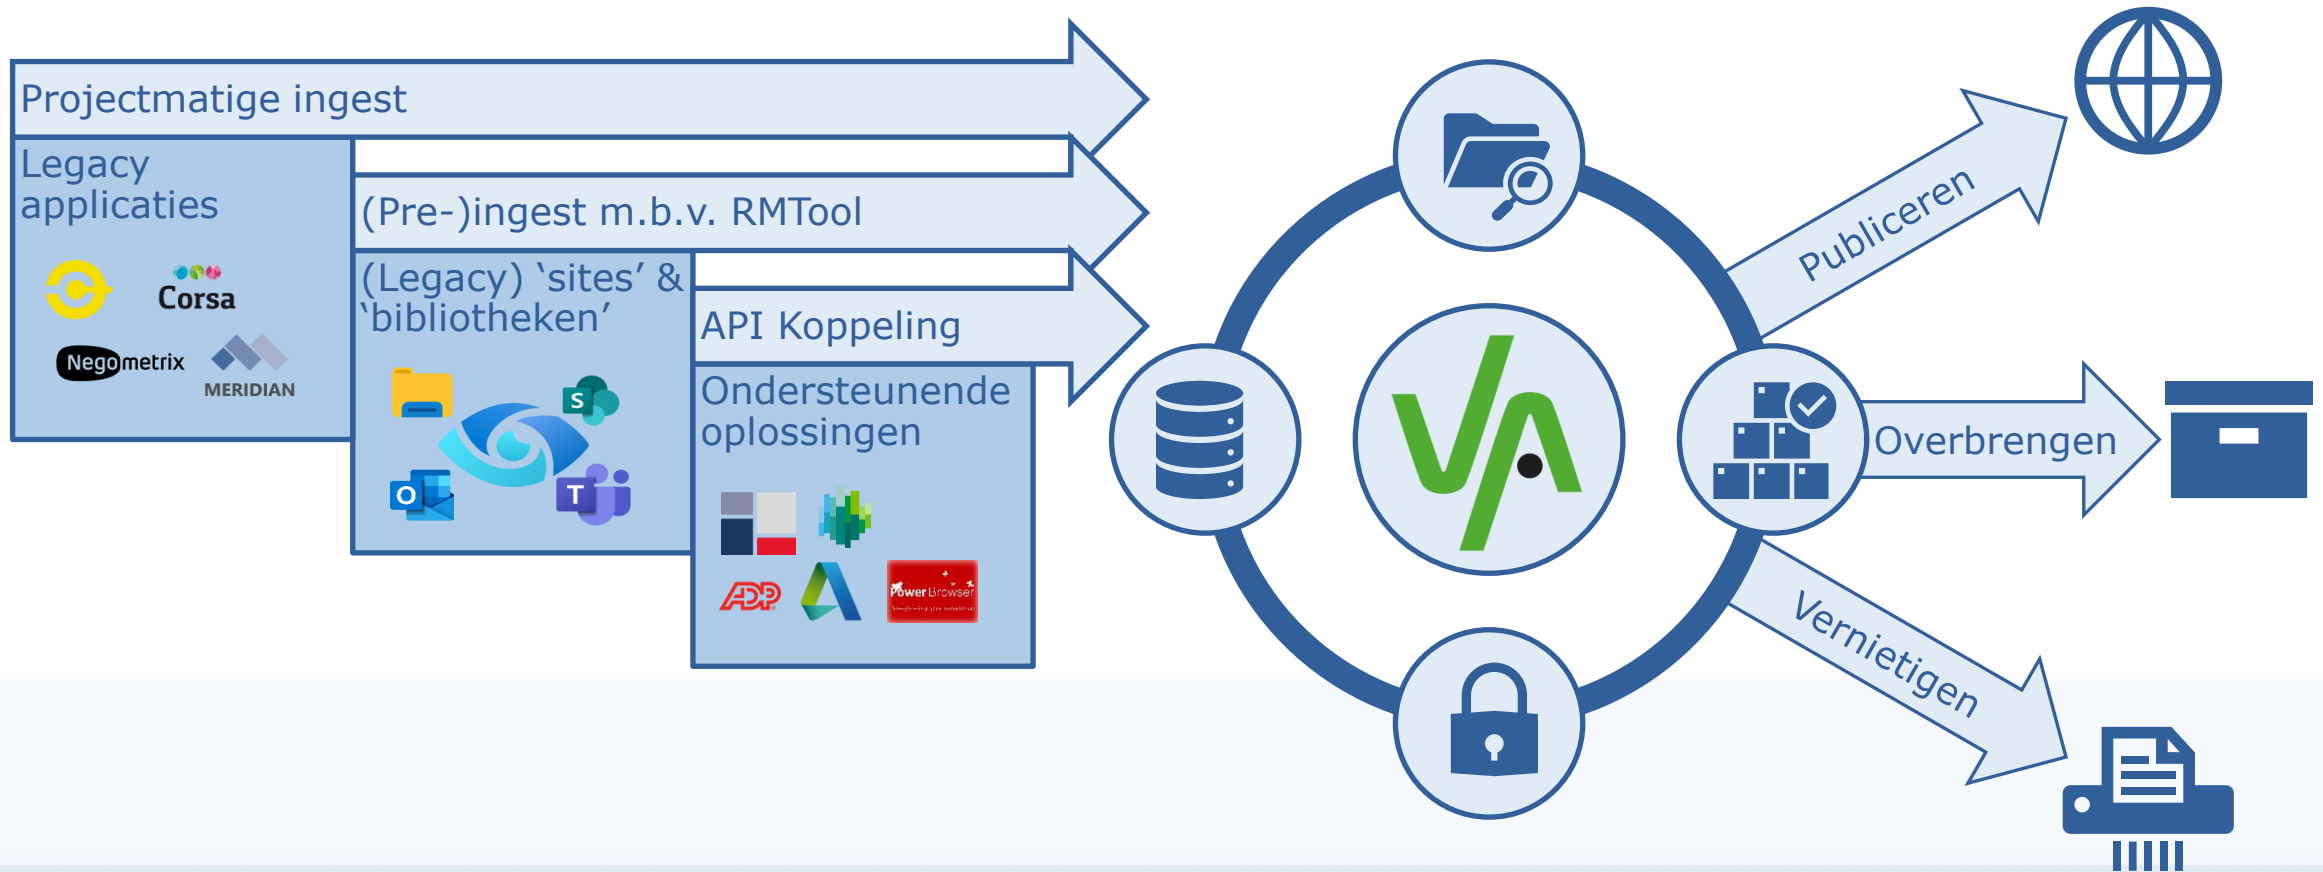 Projectmatige ingest
Legacy
applicaties
Corsa
Negometrix
MERIDIAN
(Pre-)ingest m.b.v. RMTool
(Legacy) ‘sites’ &
‘bibliotheken’
S
O
T
API Koppeling
Ondersteunende
oplossingen
ADP
Power Browser
Publiceren
Overbrengen
Vernietigen